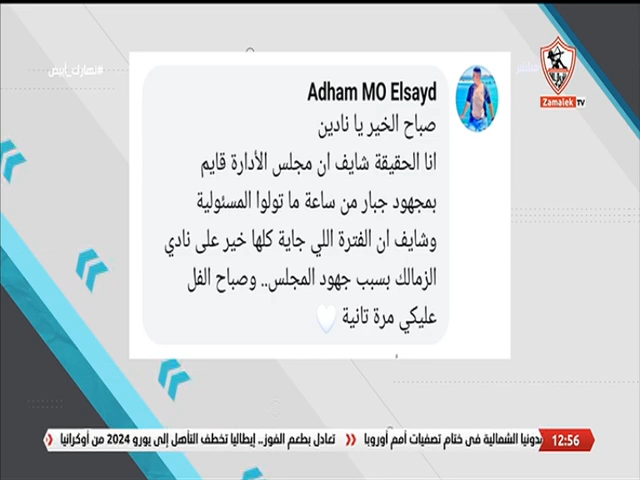 #نهارك_أبيض
مباشر
Zamalek TV
Adham MO Elsayd
صباح الخير يا نادين
انا الحقيقة شايف ان مجلس الأدارة قايم
بمجهود جبار من ساعة ما تولوا المسئولية
وشايف ان الفترة اللي جاية كلها خير على نادي
الزمالك بسبب جهود المجلس.. وصباح الفل
عليكي مرة تانية 🤍
12:56 دونيا الشمالية فى ختام تصفيات أمم أوروبا تعادل بطعم الفوز.. إيطاليا تخطف التأهل إلى يورو 2024 من أوكرانيا